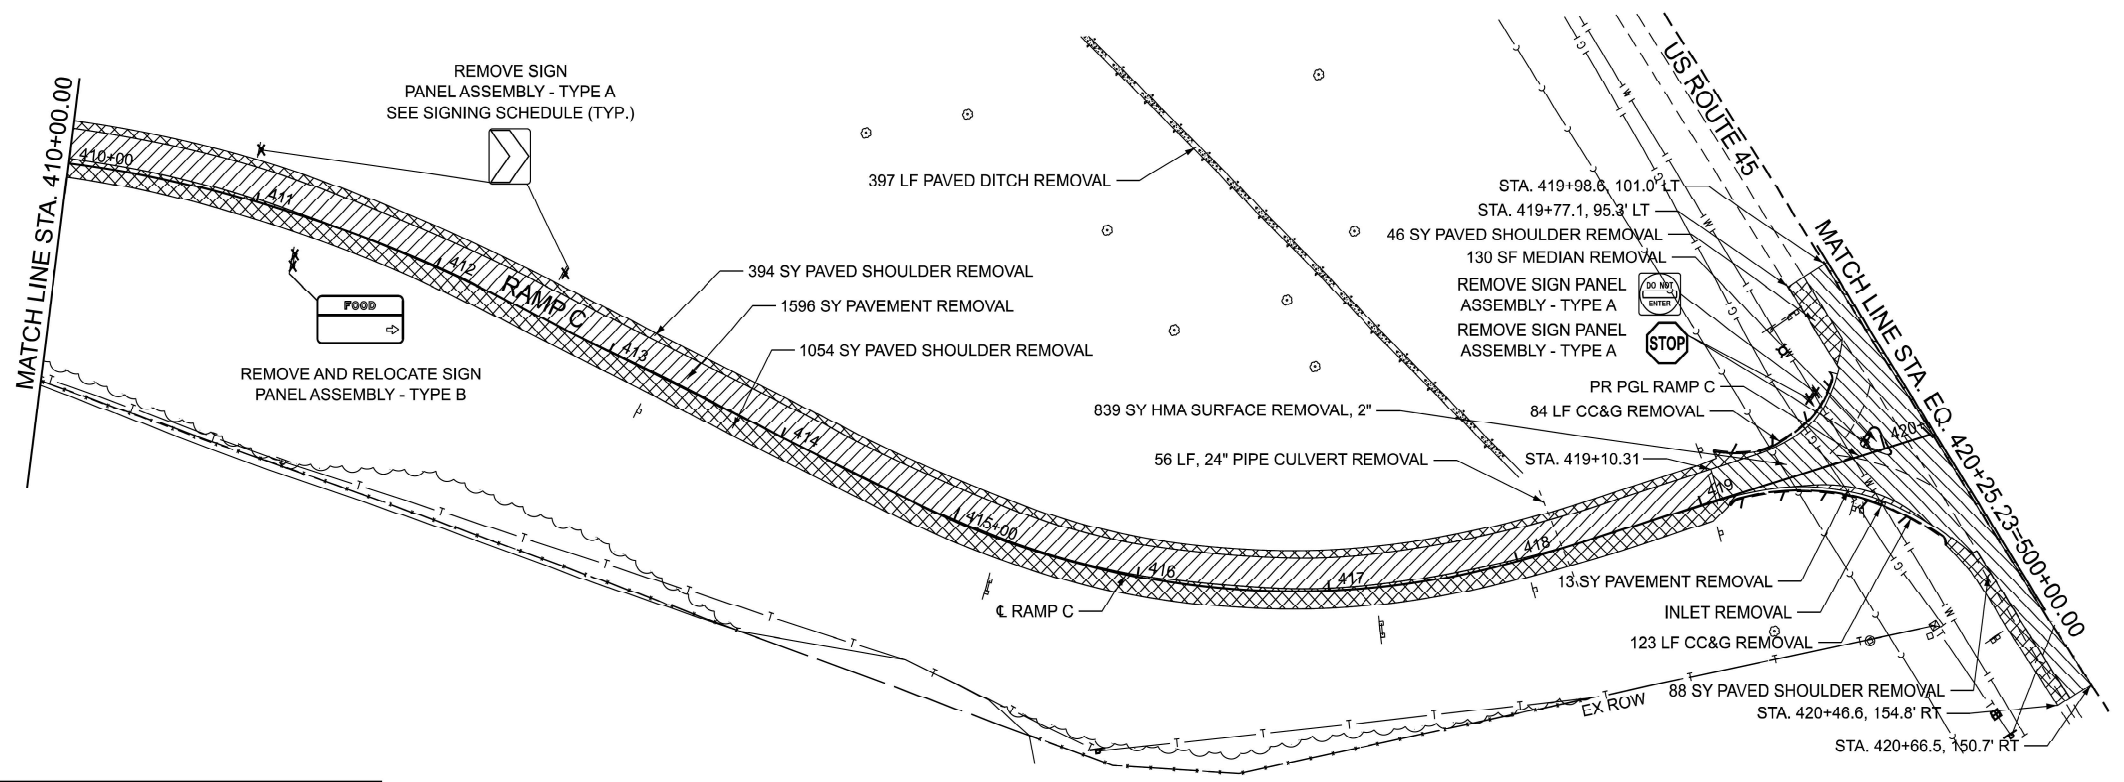 MATCH LINE STA. 410+00.00
REMOVE SIGN
PANEL ASSEMBLY - TYPE A
SEE SIGNING SCHEDULE (TYP.)
410+00
411
412
RAMP C
413
414
415+00
416
417
418
419
420+
FOOD
REMOVE AND RELOCATE SIGN
PANEL ASSEMBLY - TYPE B
394 SY PAVED SHOULDER REMOVAL
1596 SY PAVEMENT REMOVAL
1054 SY PAVED SHOULDER REMOVAL
397 LF PAVED DITCH REMOVAL
US ROUTE 45
STA. 419+98.6, 101.0' LT
STA. 419+77.1, 95.3' LT
46 SY PAVED SHOULDER REMOVAL
130 SF MEDIAN REMOVAL
REMOVE SIGN PANEL
ASSEMBLY - TYPE A
DO NOT
ENTER
REMOVE SIGN PANEL
ASSEMBLY - TYPE A
STOP
PR PGL RAMP C
84 LF CC&G REMOVAL
839 SY HMA SURFACE REMOVAL, 2"
56 LF, 24" PIPE CULVERT REMOVAL
STA. 419+10.31
MATCH LINE STA. EQ. 420+25.23=500+00.00
℄ RAMP C
13 SY PAVEMENT REMOVAL
INLET REMOVAL
123 LF CC&G REMOVAL
88 SY PAVED SHOULDER REMOVAL
EX ROW
STA. 420+46.6, 154.8' RT
STA. 420+66.5, 150.7' RT